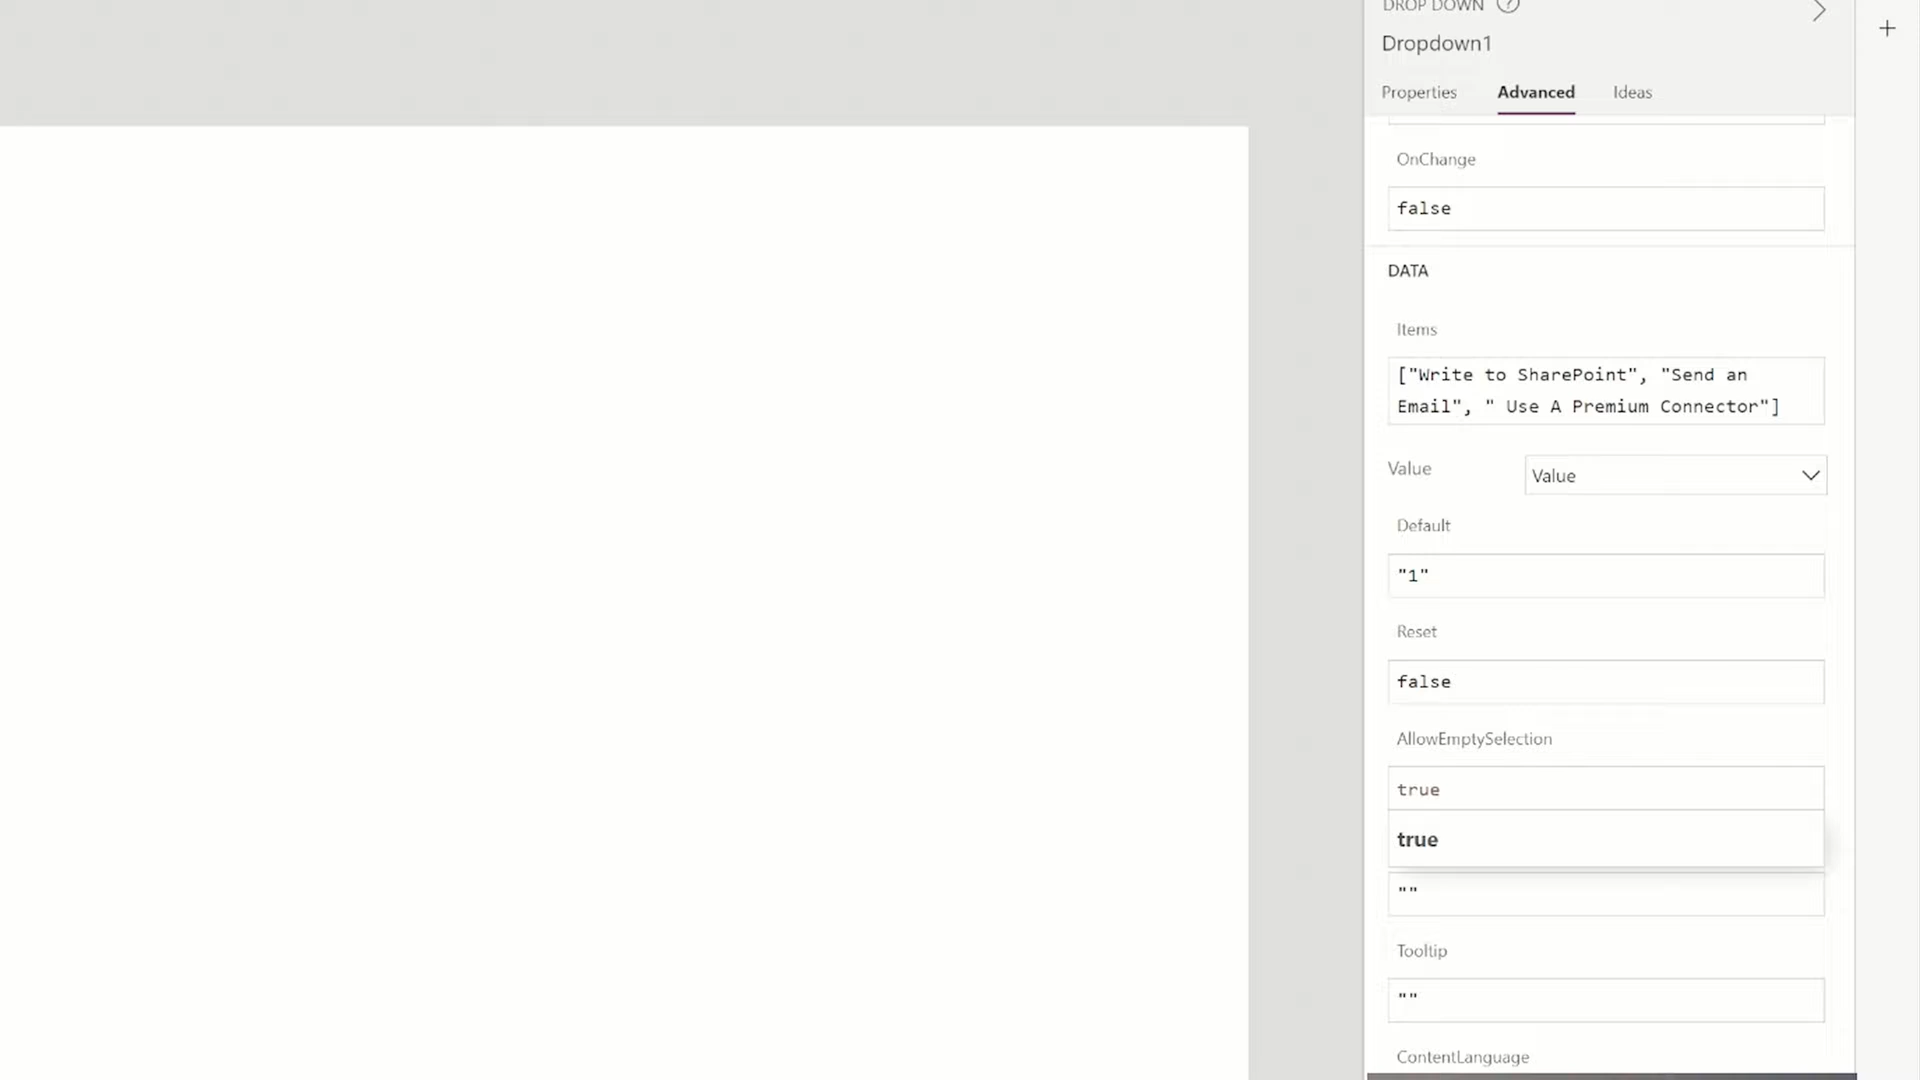 DROP DOWN
Dropdown1
Properties Advanced Ideas
OnChange
false
DATA
Items
["Write to SharePoint", "Send an
Email", " Use A Premium Connector"]
Value Value
Default
"1"
Reset
false
AllowEmptySelection
true
true
""
Tooltip
""
ContentLanguage